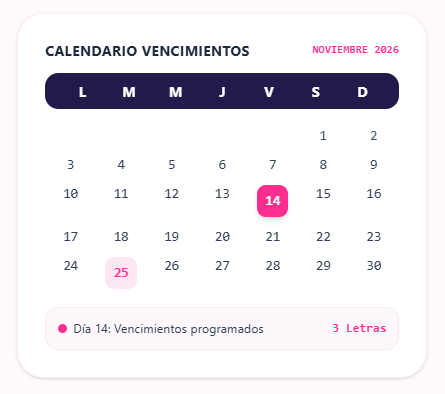 CALENDARIO VENCIMIENTOS NOVIEMBRE 2026
L M M J V S D
1 2
3 4 5 6 7 8 9
10 11 12 13 14 15 16
17 18 19 20 21 22 23
24 25 26 27 28 29 30
Día 14: Vencimientos programados 3 Letras